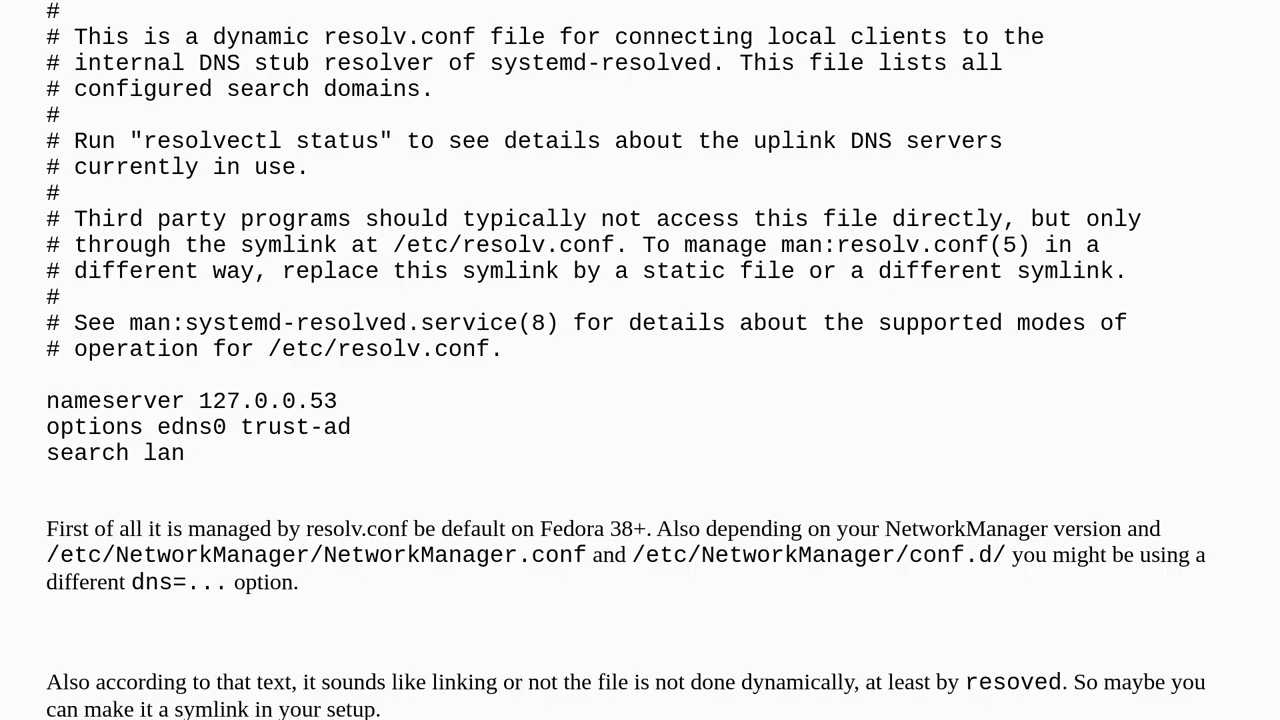 #
# This is a dynamic resolv.conf file for connecting local clients to the
# internal DNS stub resolver of systemd-resolved. This file lists all
# configured search domains.
#
# Run "resolvectl status" to see details about the uplink DNS servers
# currently in use.
#
# Third party programs should typically not access this file directly, but only
# through the symlink at /etc/resolv.conf. To manage man:resolv.conf(5) in a
# different way, replace this symlink by a static file or a different symlink.
#
# See man:systemd-resolved.service(8) for details about the supported modes of
# operation for /etc/resolv.conf.
nameserver 127.0.0.53
options edns0 trust-ad
search lan
First of all it is managed by resolv.conf be default on Fedora 38+. Also depending on your NetworkManager version and
/etc/NetworkManager/NetworkManager.conf and /etc/NetworkManager/conf.d/ you might be using a
different dns=... option.
Also according to that text, it sounds like linking or not the file is not done dynamically, at least by resoved. So maybe you
can make it a symlink in your setup.